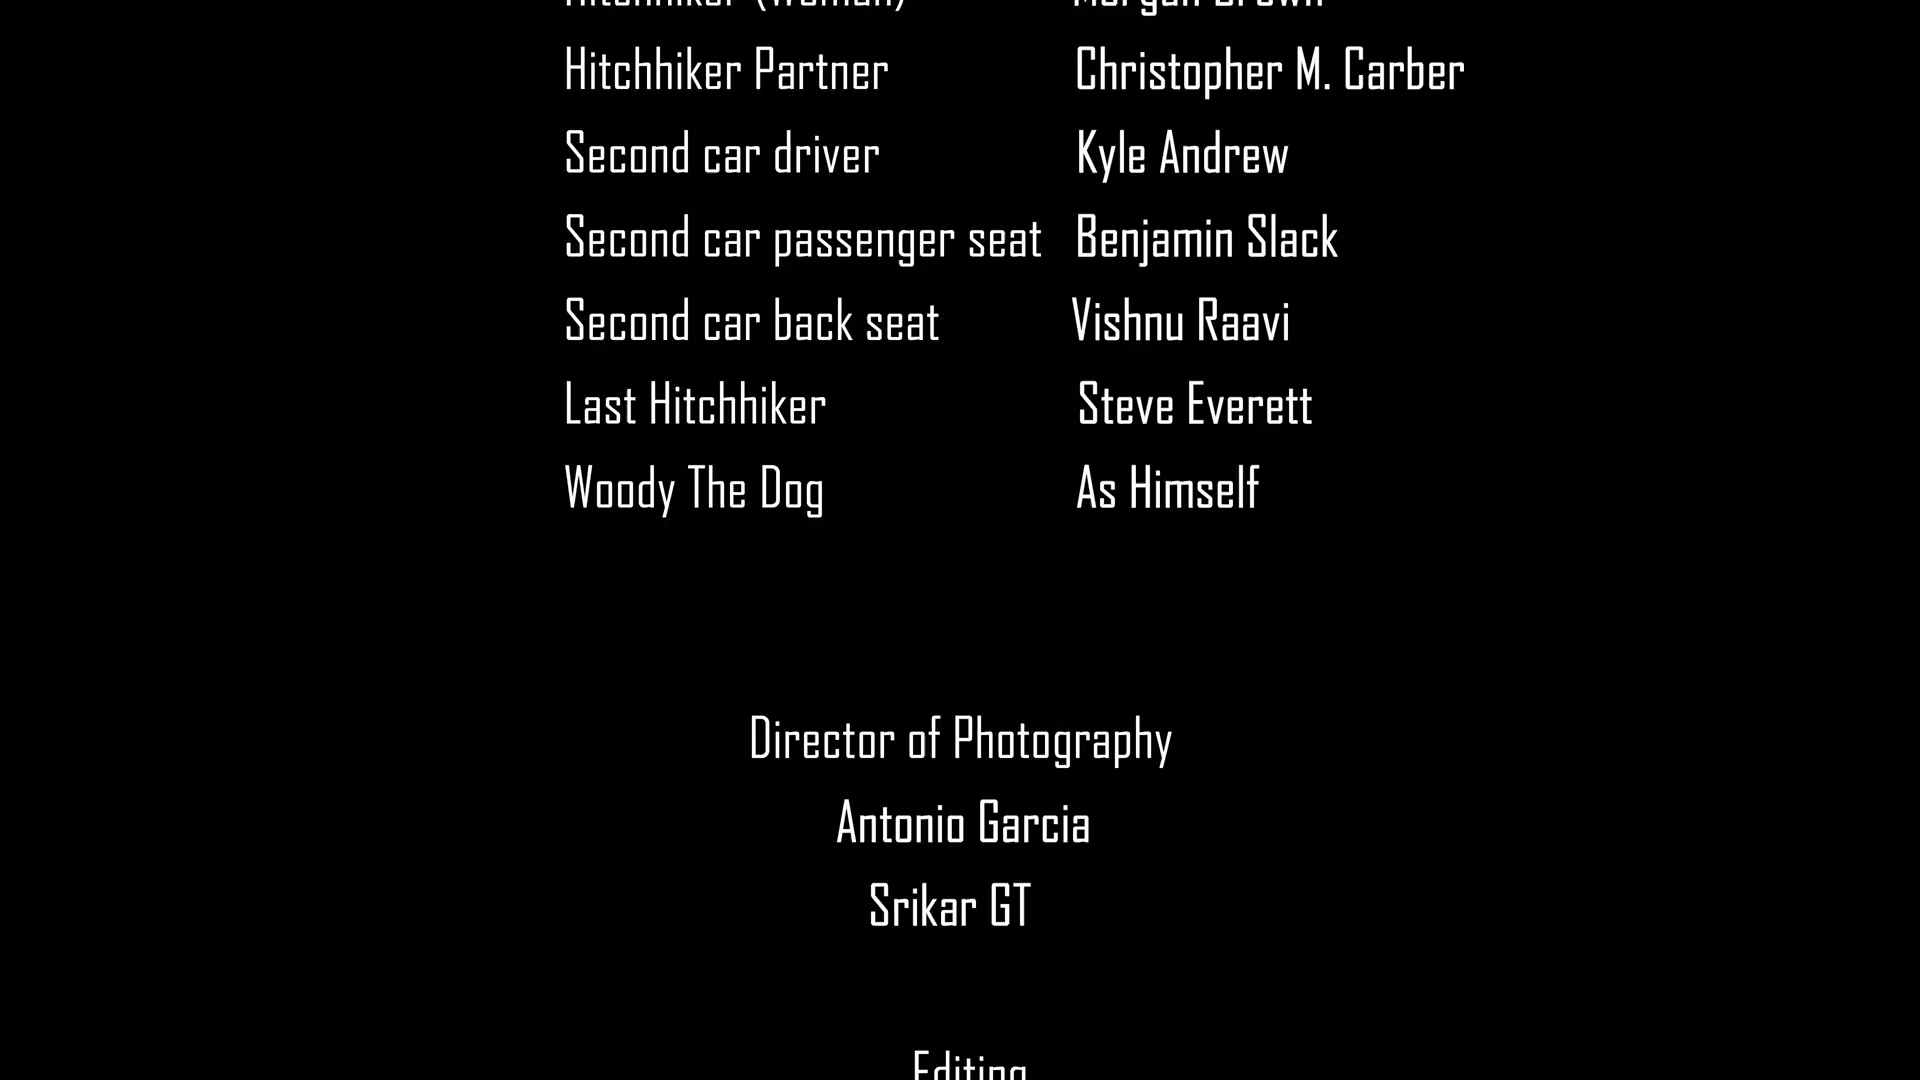 Hitchhiker (Woman) Morgan Brown
Hitchhiker Partner Christopher M. Carber
Second car driver Kyle Andrew
Second car passenger seat Benjamin Slack
Second car back seat Vishnu Raavi
Last Hitchhiker Steve Everett
Woody The Dog As Himself
Director of Photography
Antonio Garcia
Srikar GT
Editing